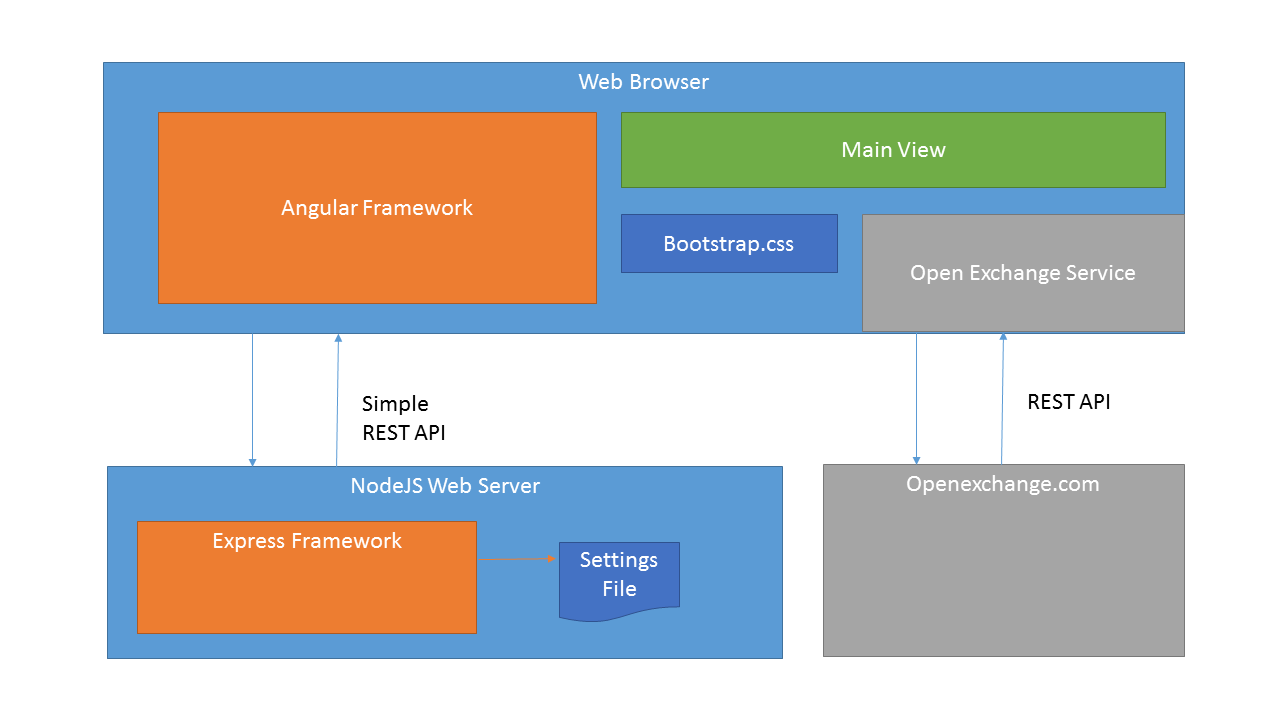 Web Browser
Angular Framework
Main View
Bootstrap.css
Open Exchange Service
Simple
REST API
REST API
NodeJS Web Server
Express Framework
Settings
File
Openexchange.com